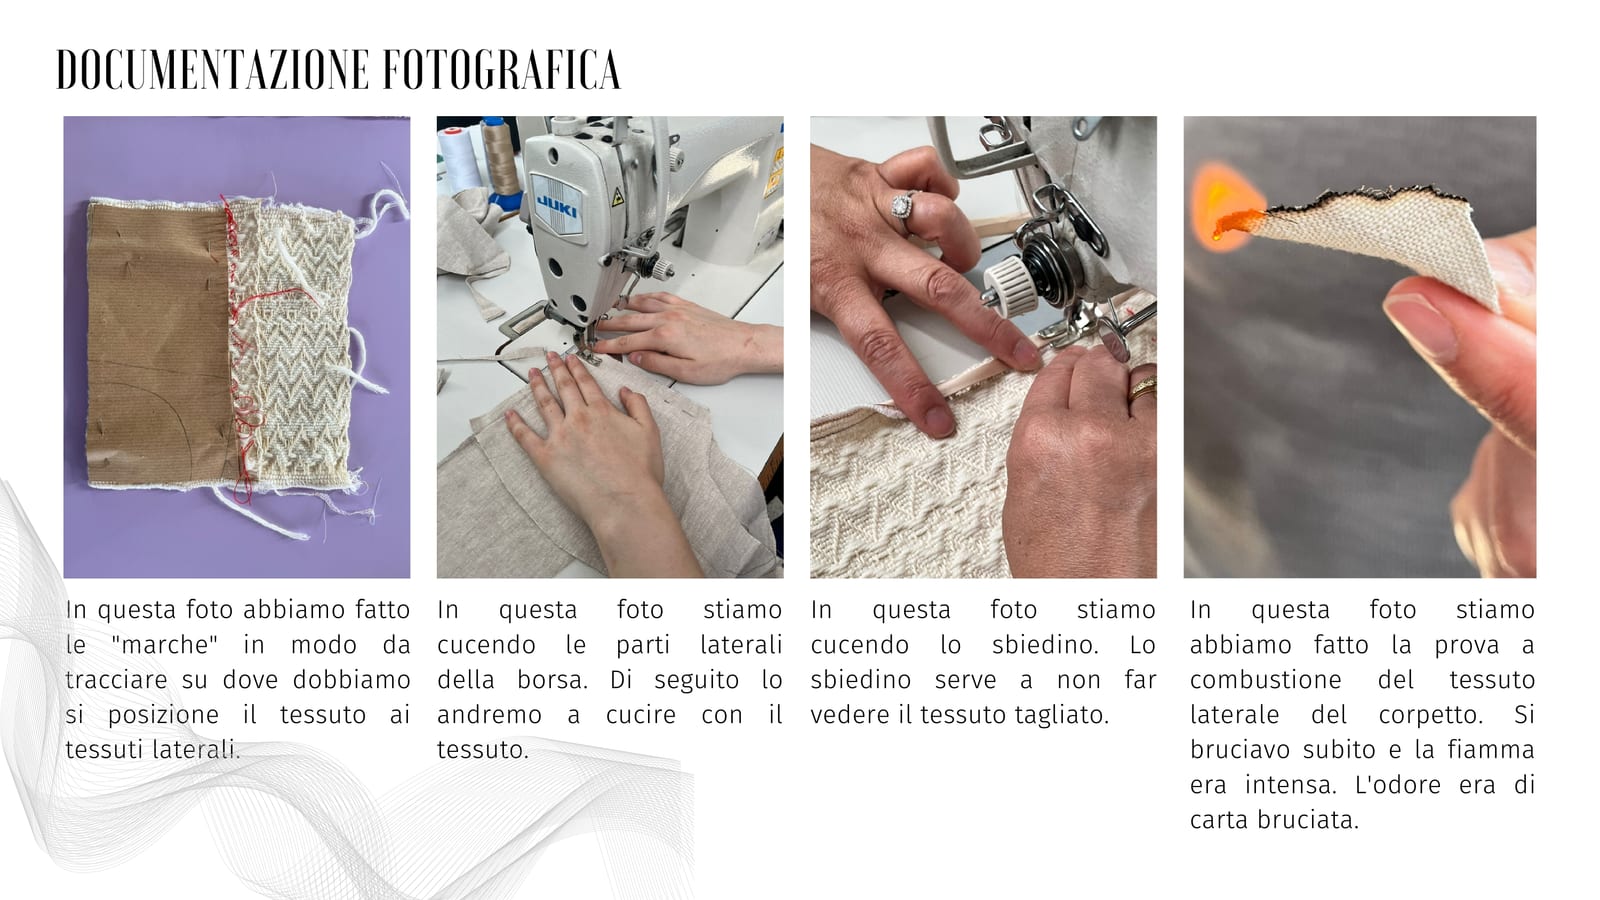 DOCUMENTAZIONE FOTOGRAFICA
JUKI
In questa foto abbiamo fatto
le "marche" in modo da
tracciare su dove dobbiamo
si posizione il tessuto ai
tessuti laterali.
In questa foto stiamo
cucendo le parti laterali
della borsa. Di seguito lo
andremo a cucire con il
tessuto.
In questa foto stiamo
cucendo lo sbiedino. Lo
sbiedino serve a non far
vedere il tessuto tagliato.
In questa foto stiamo
abbiamo fatto la prova a
combustione del tessuto
laterale del corpetto. Si
bruciavo subito e la fiamma
era intensa. L'odore era di
carta bruciata.